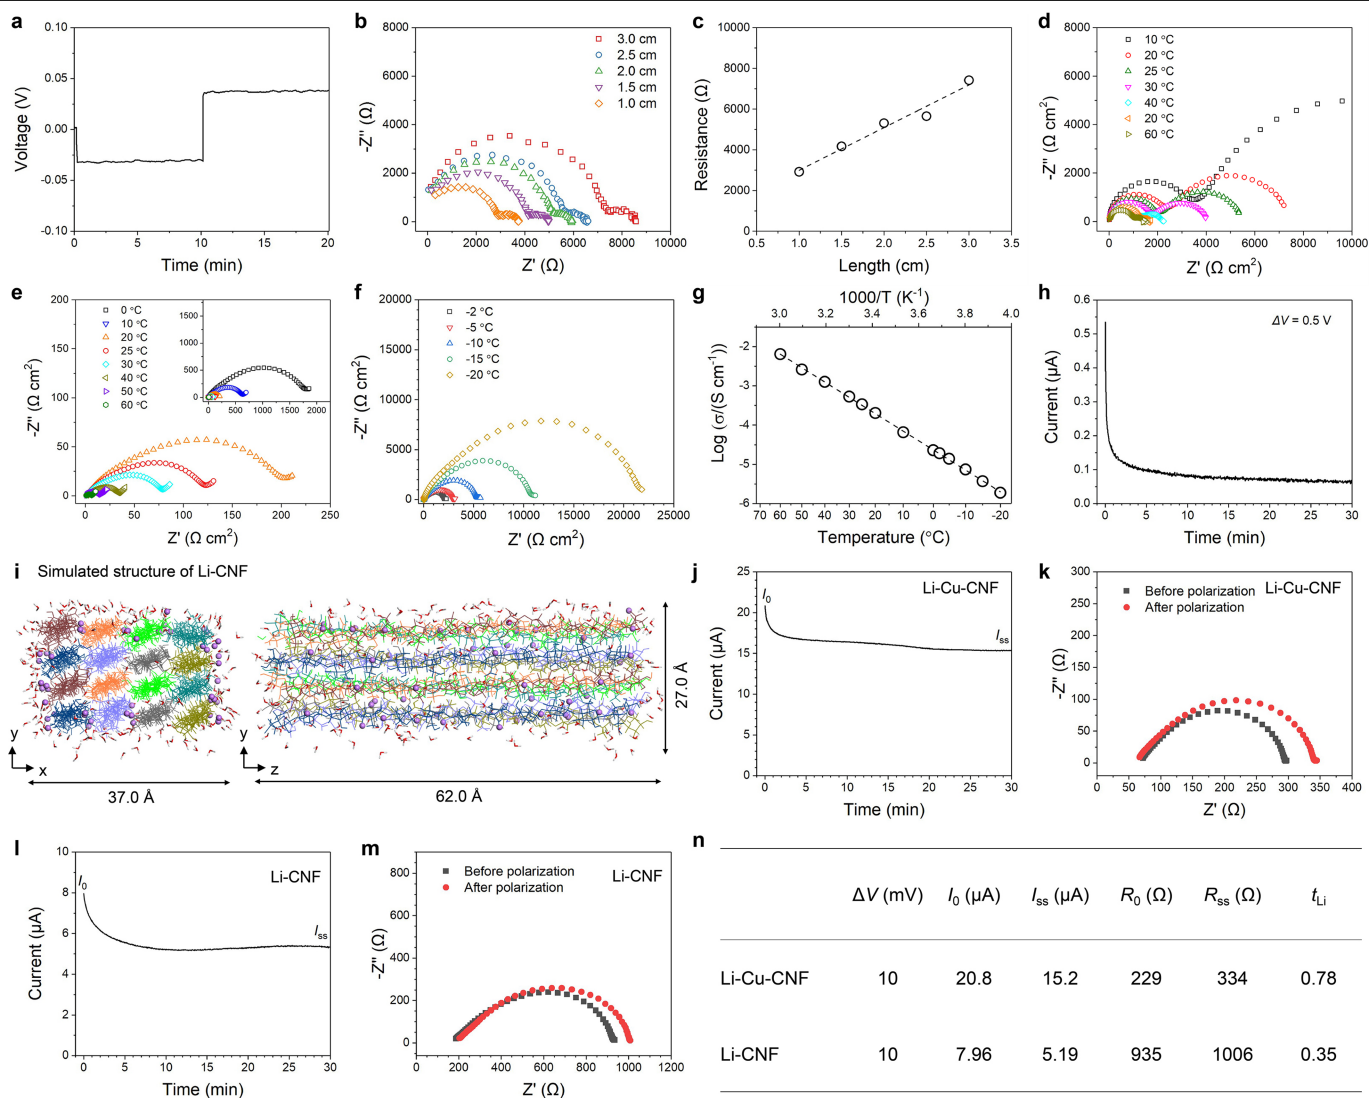 a
0.10
0.05
0.00
-0.05
-0.10
Voltage (V)
0 5 10 15 20
Time (min)
b
8000
6000
4000
2000
0
-Z" (Ω)
3.0 cm
2.5 cm
2.0 cm
1.5 cm
1.0 cm
0 2000 4000 6000 8000 10000
Z' (Ω)
c
10000
8000
6000
4000
2000
0
Resistance (Ω)
0.5 1.0 1.5 2.0 2.5 3.0 3.5
Length (cm)
d
8000
6000
4000
2000
0
-Z" (Ω cm²)
10 °C
20 °C
25 °C
30 °C
40 °C
20 °C
60 °C
0 2000 4000 6000 8000 10000
Z' (Ω cm²)
e
200
150
100
50
0
-Z" (Ω cm²)
0 °C
10 °C
20 °C
25 °C
30 °C
40 °C
50 °C
60 °C
1500
1000
500
0
0 500 1000 1500 2000
0 50 100 150 200 250
Z' (Ω cm²)
f
20000
16000
12000
8000
4000
0
-Z" (Ω cm²)
-2 °C
-5 °C
-10 °C
-15 °C
-20 °C
0 5000 10000 15000 20000 25000
Z' (Ω cm²)
g
1000/T (K⁻¹)
3.0 3.2 3.4 3.6 3.8 4.0
-2
-3
-4
-5
-6
Log (σ/(S cm⁻¹))
70 60 50 40 30 20 10 0 -10 -20
Temperature (°C)
h
0.6
0.5
0.4
0.3
0.2
0.1
0.0
Current (μA)
ΔV = 0.5 V
0 5 10 15 20 25 30
Time (min)
i Simulated structure of Li-CNF
y
x
37.0 Å
y
z
62.0 Å
27.0 Å
j
25
20
15
10
5
0
Current (μA)
I₀
Li-Cu-CNF
Iss
0 5 10 15 20 25 30
Time (min)
k
300
250
200
150
100
50
0
-Z" (Ω)
Before polarization
After polarization
Li-Cu-CNF
0 50 100 150 200 250 300 350 400
Z' (Ω)
l
10
8
6
4
2
0
Current (μA)
I₀
Li-CNF
Iss
0 5 10 15 20 25 30
Time (min)
m
800
600
400
200
0
-Z" (Ω)
Before polarization
After polarization
Li-CNF
0 200 400 600 800 1000 1200
Z' (Ω)
n
ΔV (mV) I₀ (μA) Iss (μA) R₀ (Ω) Rss (Ω) tLi
Li-Cu-CNF 10 20.8 15.2 229 334 0.78
Li-CNF 10 7.96 5.19 935 1006 0.35